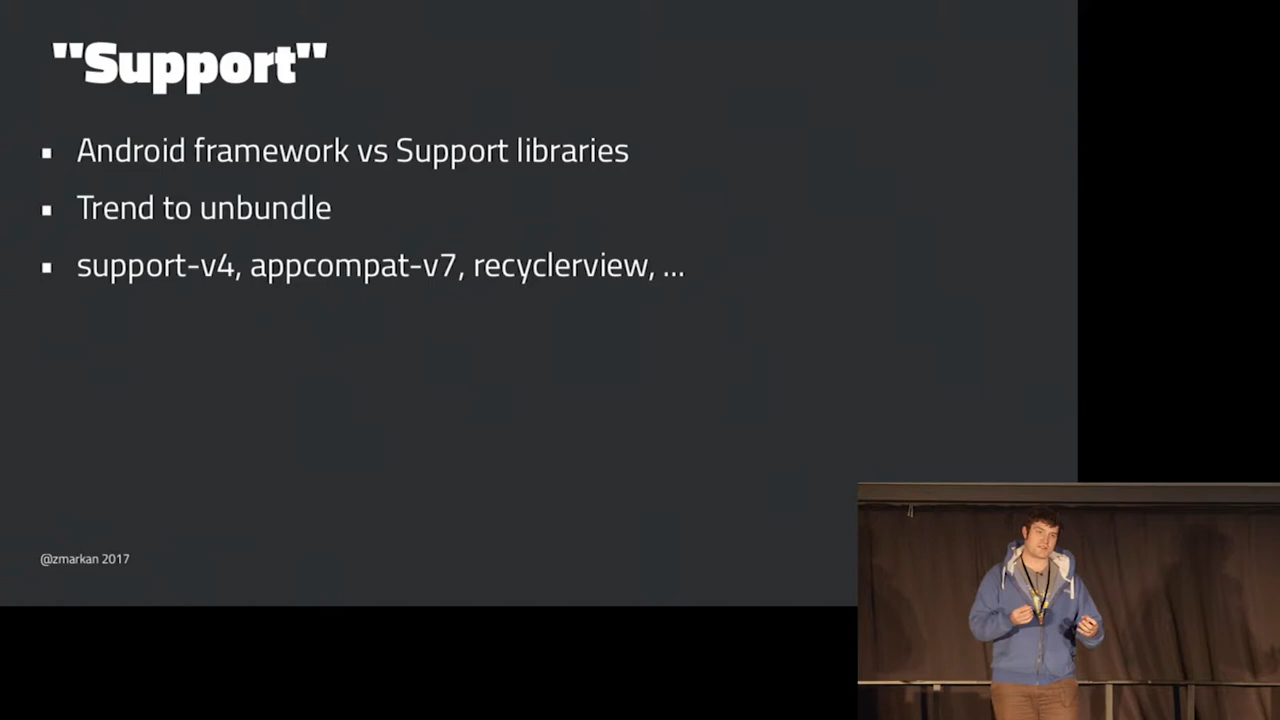 "Support"
Android framework vs Support libraries
Trend to unbundle
support-v4, appcompat-v7, recyclerview, ...
@zmarkan 2017